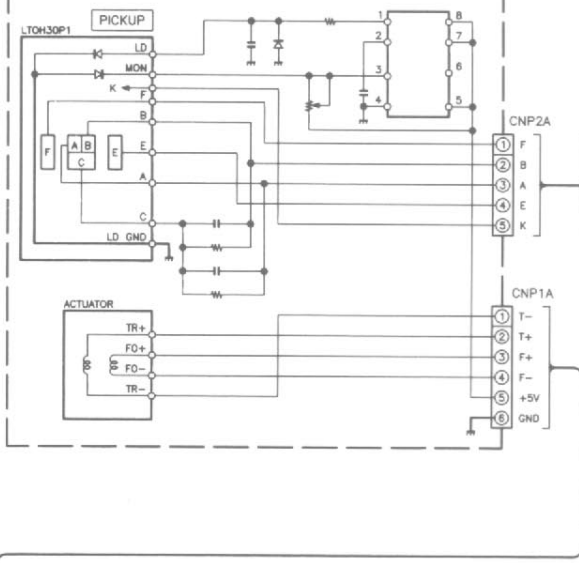 PICKUP
LTOH30P1
LD
MON
K
F
B
E
A
C
LD GND
F
A B
C
E
1
2
3
4
8
7
6
5
CNP2A
1 F
2 B
3 A
4 E
5 K
CNP1A
1 T-
2 T+
3 F+
4 F-
5 +5V
6 GND
ACTUATOR
TR+
FO+
FO-
TR-